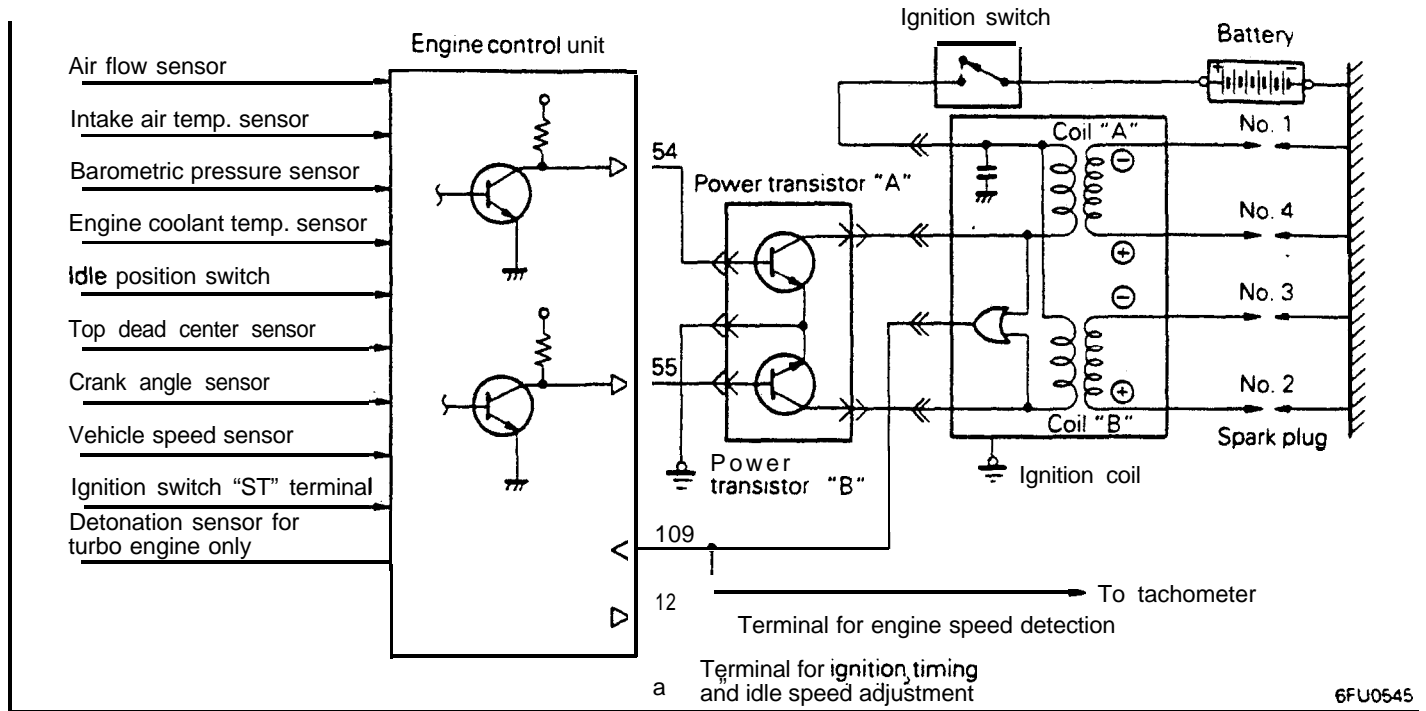 Ignition switch
Battery
Engine control unit
Air flow sensor
Intake air temp. sensor
Barometric pressure sensor
Engine coolant temp. sensor
Idle position switch
Top dead center sensor
Crank angle sensor
Vehicle speed sensor
Ignition switch “ST” terminal
Detonation sensor for
turbo engine only
54
55
109
12
Power transistor "A"
Power
transistor "B"
Coil "A"
Coil "B"
Ignition coil
+
−
−
+
−
+
No. 1
No. 4
No. 3
No. 2
Spark plug
To tachometer
Terminal for engine speed detection
a
Terminal for ignition timing
and idle speed adjustment
6FU0545